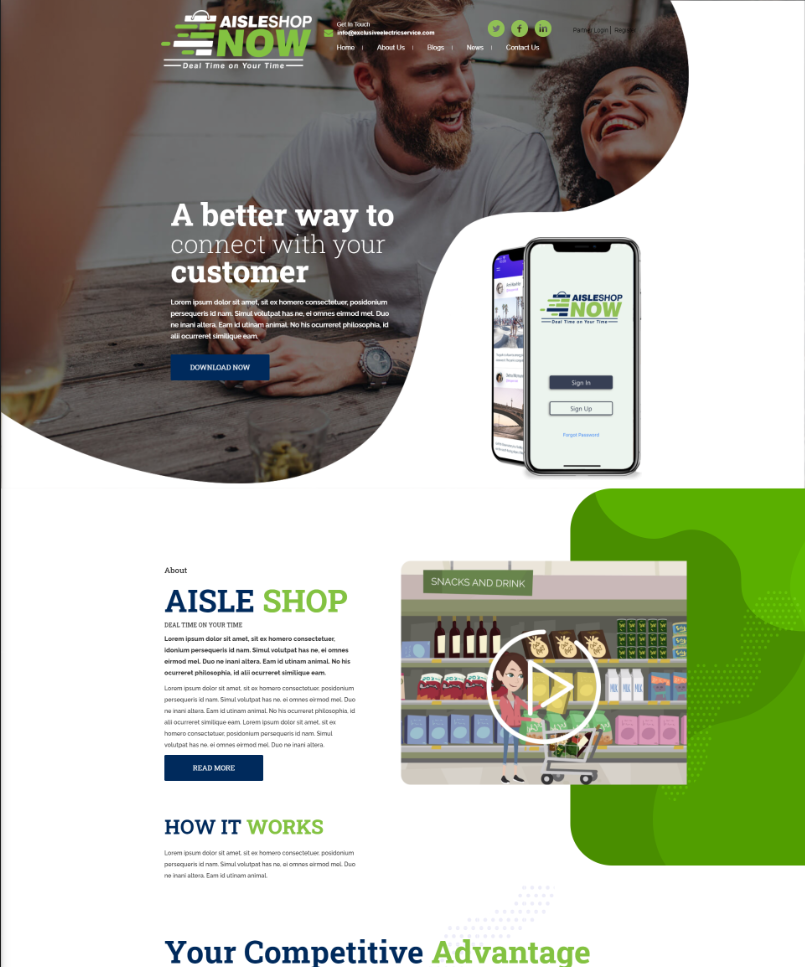 AISLESHOP
NOW
Deal Time on Your Time
Get In Touch
info@exclusiveelectricservice.com
Partner Login | Register
Home | About Us | Blogs | News | Contact Us
A better way to
connect with your
customer
Lorem ipsum dolor sit amet, sit ex homero consectetuer, posidonium
persequeris id nam. Simul volutpat has ne, ei omnes eirmod mel. Duo
ne inani altera. Eam id utinam animal. No his ocurreret philosophia, id
alii ocurreret similique eam.
DOWNLOAD NOW
AISLESHOP
NOW
Deal Time on Your Time
Sign In
Sign Up
Forgot Password?
About
AISLE SHOP
DEAL TIME ON YOUR TIME
Lorem ipsum dolor sit amet, sit ex homero consectetuer,
idonium persequeris id nam. Simul volutpat has ne, ei omnes
eirmod mel. Duo ne inani altera. Eam id utinam animal. No his
ocurreret philosophia, id alii ocurreret similique eam.
Lorem ipsum dolor sit amet, sit ex homero consectetuer, posidonium
persequeris id nam. Simul volutpat has ne, ei omnes eirmod mel. Duo
ne inani altera. Eam id utinam animal. No his ocurreret philosophia, id
alii ocurreret similique eam. Lorem ipsum dolor sit amet, sit ex
homero consectetuer, posidonium persequeris id nam. Simul
volutpat has ne, ei omnes eirmod mel. Duo ne inani altera.
READ MORE
SNACKS AND DRINK
MILK MILK MILK
HOW IT WORKS
Lorem ipsum dolor sit amet, sit ex homero consectetuer, posidonium
persequeris id nam. Simul volutpat has ne, ei omnes eirmod mel. Duo
ne inani altera. Eam id utinam animal.
Your Competitive Advantage